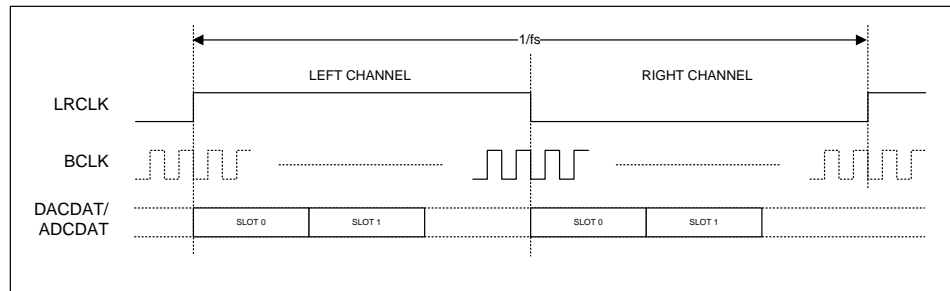 1/fs
LEFT CHANNEL RIGHT CHANNEL
LRCLK
BCLK
DACDAT/
ADCDAT
SLOT 0 SLOT 1 SLOT 0 SLOT 1